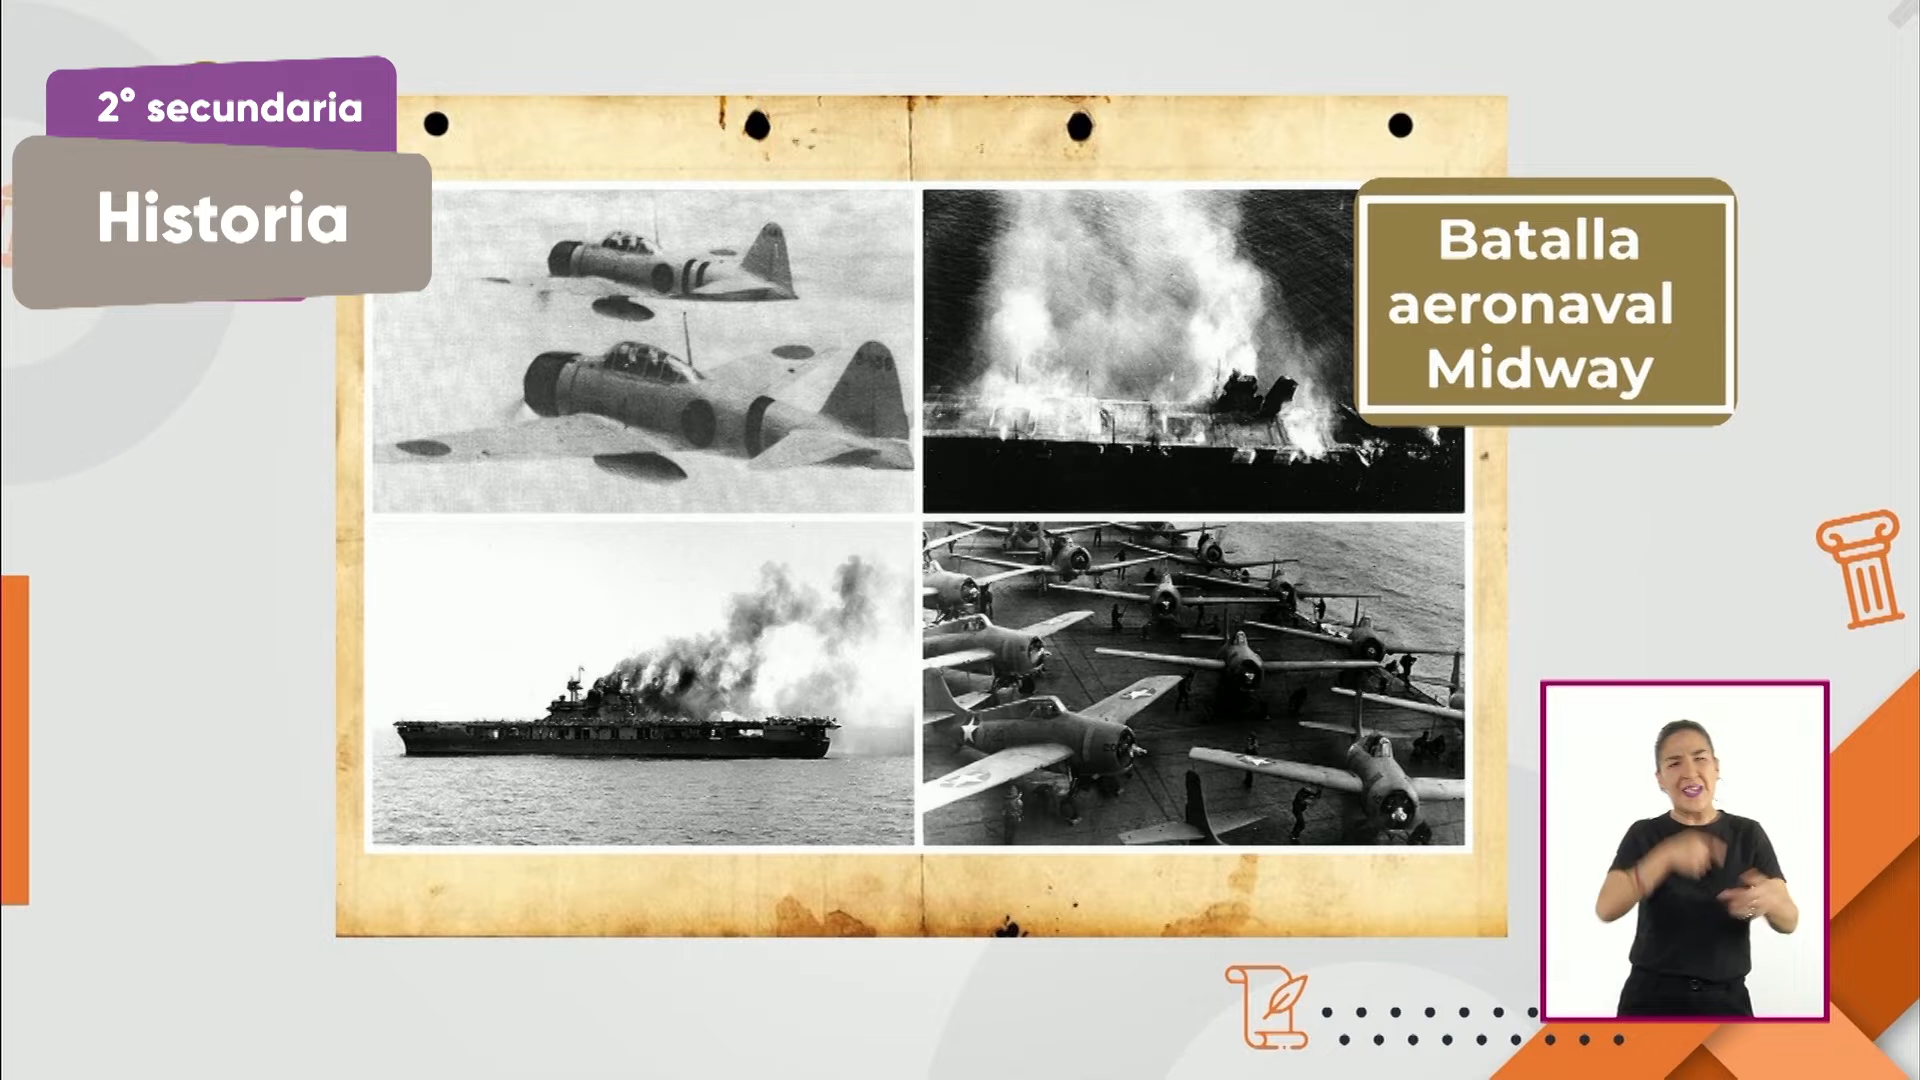 2° secundaria
Historia
Batalla
aeronaval
Midway